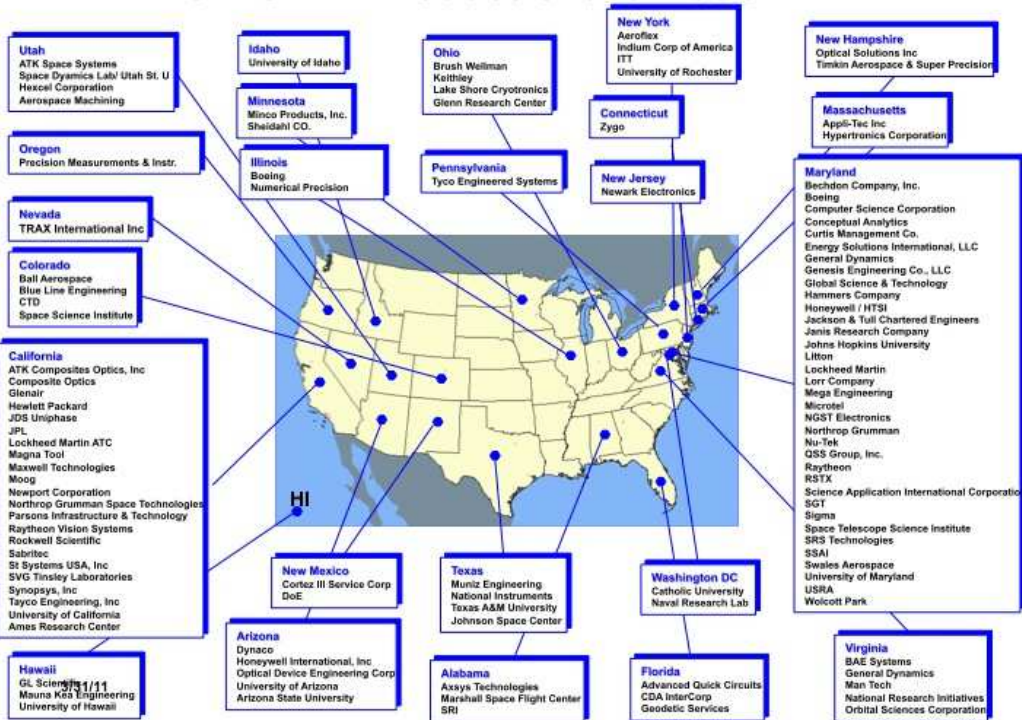 Utah
ATK Space Systems
Space Dyamics Lab/ Utah St. U
Hexcel Corporation
Aerospace Machining
Idaho
University of Idaho
Minnesota
Minco Products, Inc.
Sheidahl CO.
Ohio
Brush Wellman
Keithley
Lake Shore Cryotronics
Glenn Research Center
New York
Aeroflex
Indium Corp of America
ITT
University of Rochester
New Hampshire
Optical Solutions Inc
Timkin Aerospace & Super Precision
Connecticut
Zygo
Massachusetts
Appli-Tec Inc
Hypertronics Corporation
Oregon
Precision Measurements & Instr.
Illinois
Boeing
Numerical Precision
Pennsylvania
Tyco Engineered Systems
New Jersey
Newark Electronics
Nevada
TRAX International Inc
Colorado
Ball Aerospace
Blue Line Engineering
CTD
Space Science Institute
Maryland
Bechdon Company, Inc.
Boeing
Computer Science Corporation
Conceptual Analytics
Curtis Management Co.
Energy Solutions International, LLC
General Dynamics
Genesis Engineering Co., LLC
Global Science & Technology
Hammers Company
Honeywell / HTSI
Jackson & Tull Chartered Engineers
Janis Research Company
Johns Hopkins University
Litton
Lockheed Martin
Lorr Company
Mega Engineering
Microtel
NGST Electronics
Northrop Grumman
Nu-Tek
QSS Group, Inc.
Raytheon
RSTX
Science Application International Corporatio
SGT
Sigma
Space Telescope Science Institute
SRS Technologies
SSAI
Swales Aerospace
University of Maryland
USRA
Wolcott Park
California
ATK Composites Optics, Inc
Composite Optics
Glenair
Hewlett Packard
JDS Uniphase
JPL
Lockheed Martin ATC
Magna Tool
Maxwell Technologies
Moog
Newport Corporation
Northrop Grumman Space Technologies
Parsons Infrastructure & Technology
Raytheon Vision Systems
Rockwell Scientific
Sabritec
St Systems USA, Inc
SVG Tinsley Laboratories
Synopsys, Inc
Tayco Engineering, Inc
University of California
Ames Research Center
HI
New Mexico
Cortez III Service Corp
DoE
Texas
Muniz Engineering
National Instruments
Texas A&M University
Johnson Space Center
Washington DC
Catholic University
Naval Research Lab
Hawaii
GL
Mauna Kea Engineering
University of Hawaii
3/31/11
Arizona
Dynaco
Honeywell International, Inc
Optical Device Engineering Corp
University of Arizona
Arizona State University
Alabama
Axsys Technologies
Marshall Space Flight Center
SRI
Florida
Advanced Quick Circuits
CDA InterCorp
Geodetic Services
Virginia
BAE Systems
General Dynamics
Man Tech
National Research Initiatives
Orbital Sciences Corporation